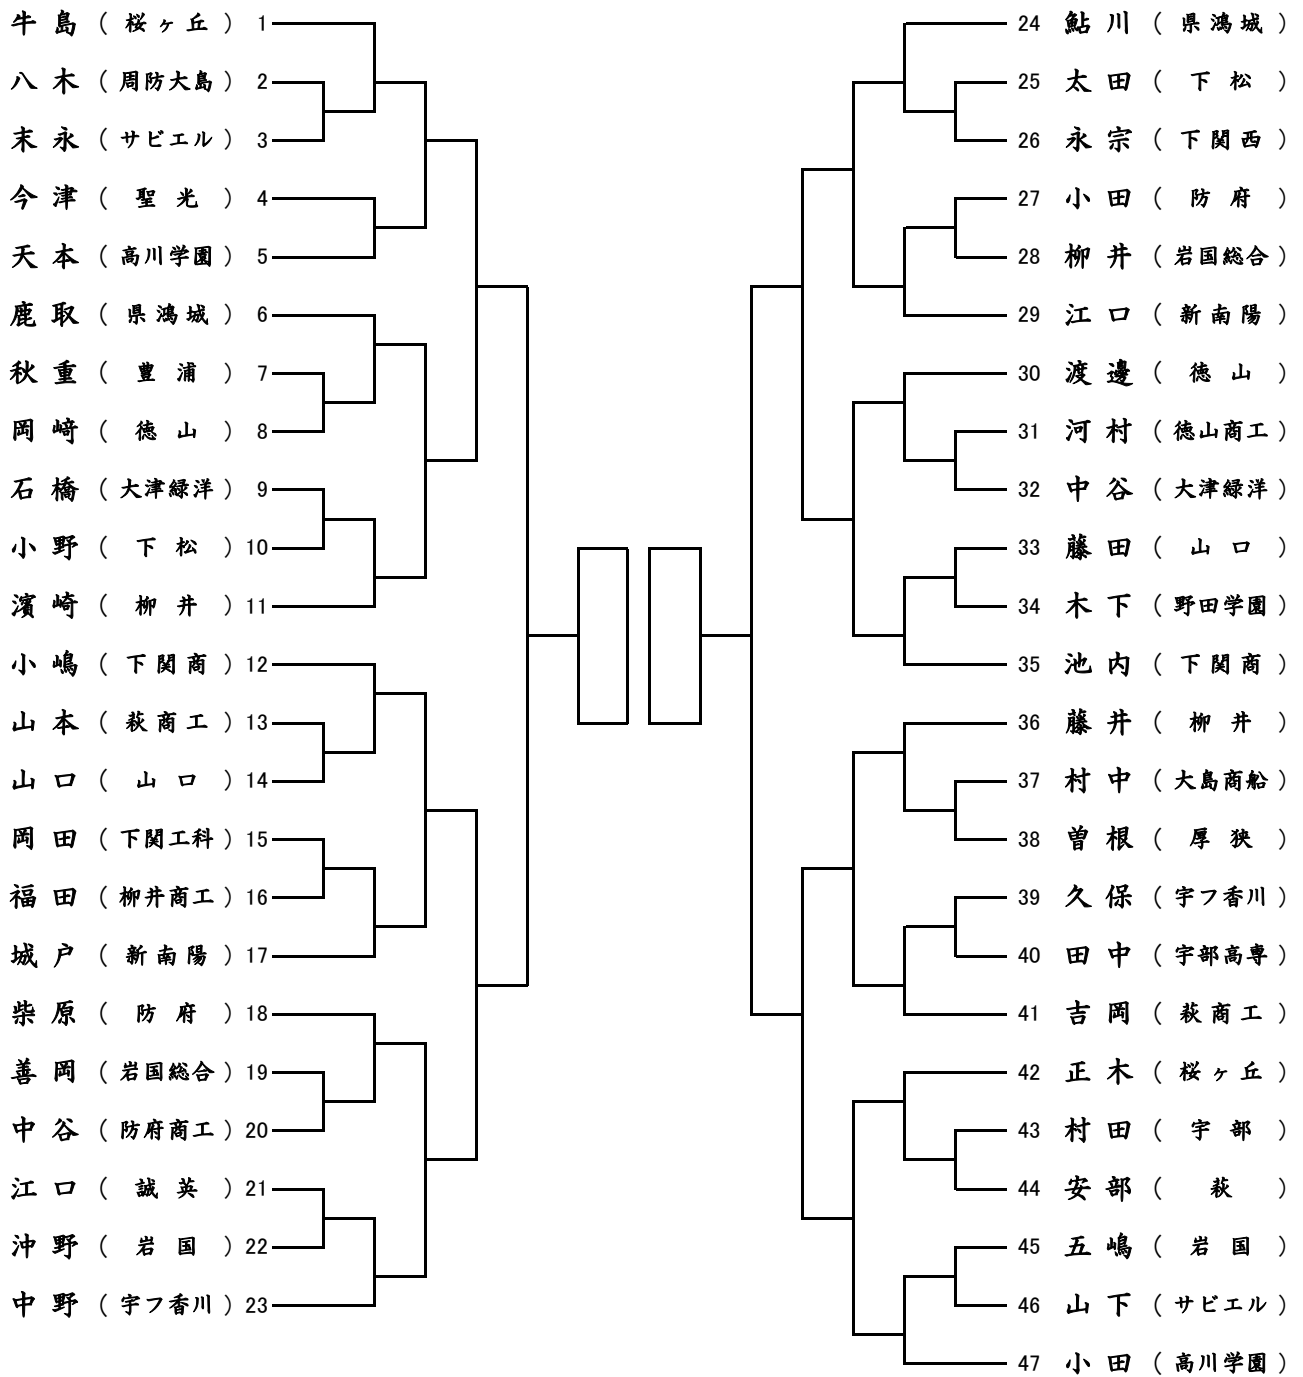 牛島（桜ヶ丘）1
八木（周防大島）2
末永（サビエル）3
今津（聖光）4
天本（高川学園）5
鹿取（県鴻城）6
秋重（豊浦）7
岡﨑（徳山）8
石橋（大津緑洋）9
小野（下松）10
濱崎（柳井）11
小嶋（下関商）12
山本（萩商工）13
山口（山口）14
岡田（下関工科）15
福田（柳井商工）16
城戸（新南陽）17
柴原（防府）18
善岡（岩国総合）19
中谷（防府商工）20
江口（誠英）21
沖野（岩国）22
中野（宇フ香川）23
24 鮎川（県鴻城）
25 太田（下松）
26 永宗（下関西）
27 小田（防府）
28 柳井（岩国総合）
29 江口（新南陽）
30 渡邊（徳山）
31 河村（徳山商工）
32 中谷（大津緑洋）
33 藤田（山口）
34 木下（野田学園）
35 池内（下関商）
36 藤井（柳井）
37 村中（大島商船）
38 曽根（厚狭）
39 久保（宇フ香川）
40 田中（宇部高専）
41 吉岡（萩商工）
42 正木（桜ヶ丘）
43 村田（宇部）
44 安部（萩）
45 五嶋（岩国）
46 山下（サビエル）
47 小田（高川学園）